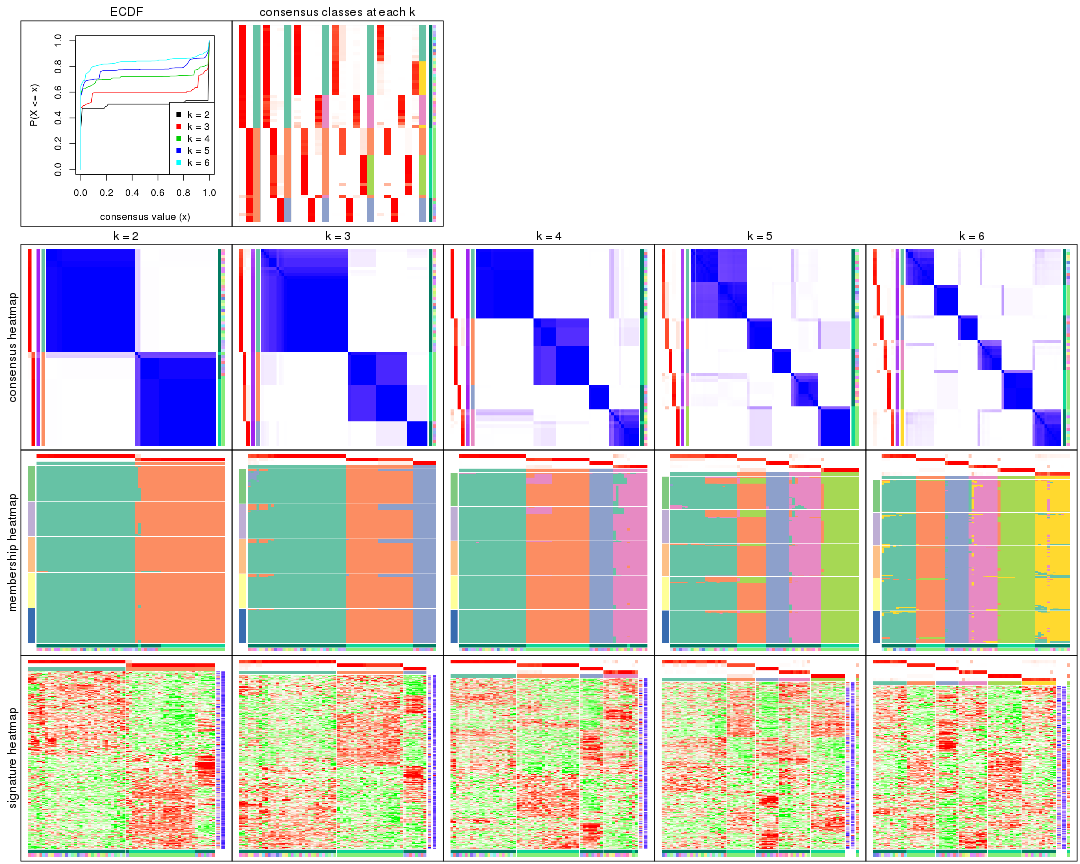 ECDF
consensus classes at each k
P(X <= x)
0.0
0.2
0.4
0.6
0.8
1.0
k = 2
k = 3
k = 4
k = 5
k = 6
0.0 0.2 0.4 0.6 0.8 1.0
consensus value (x)
k = 2
k = 3
k = 4
k = 5
k = 6
consensus heatmap
membership heatmap
signature heatmap